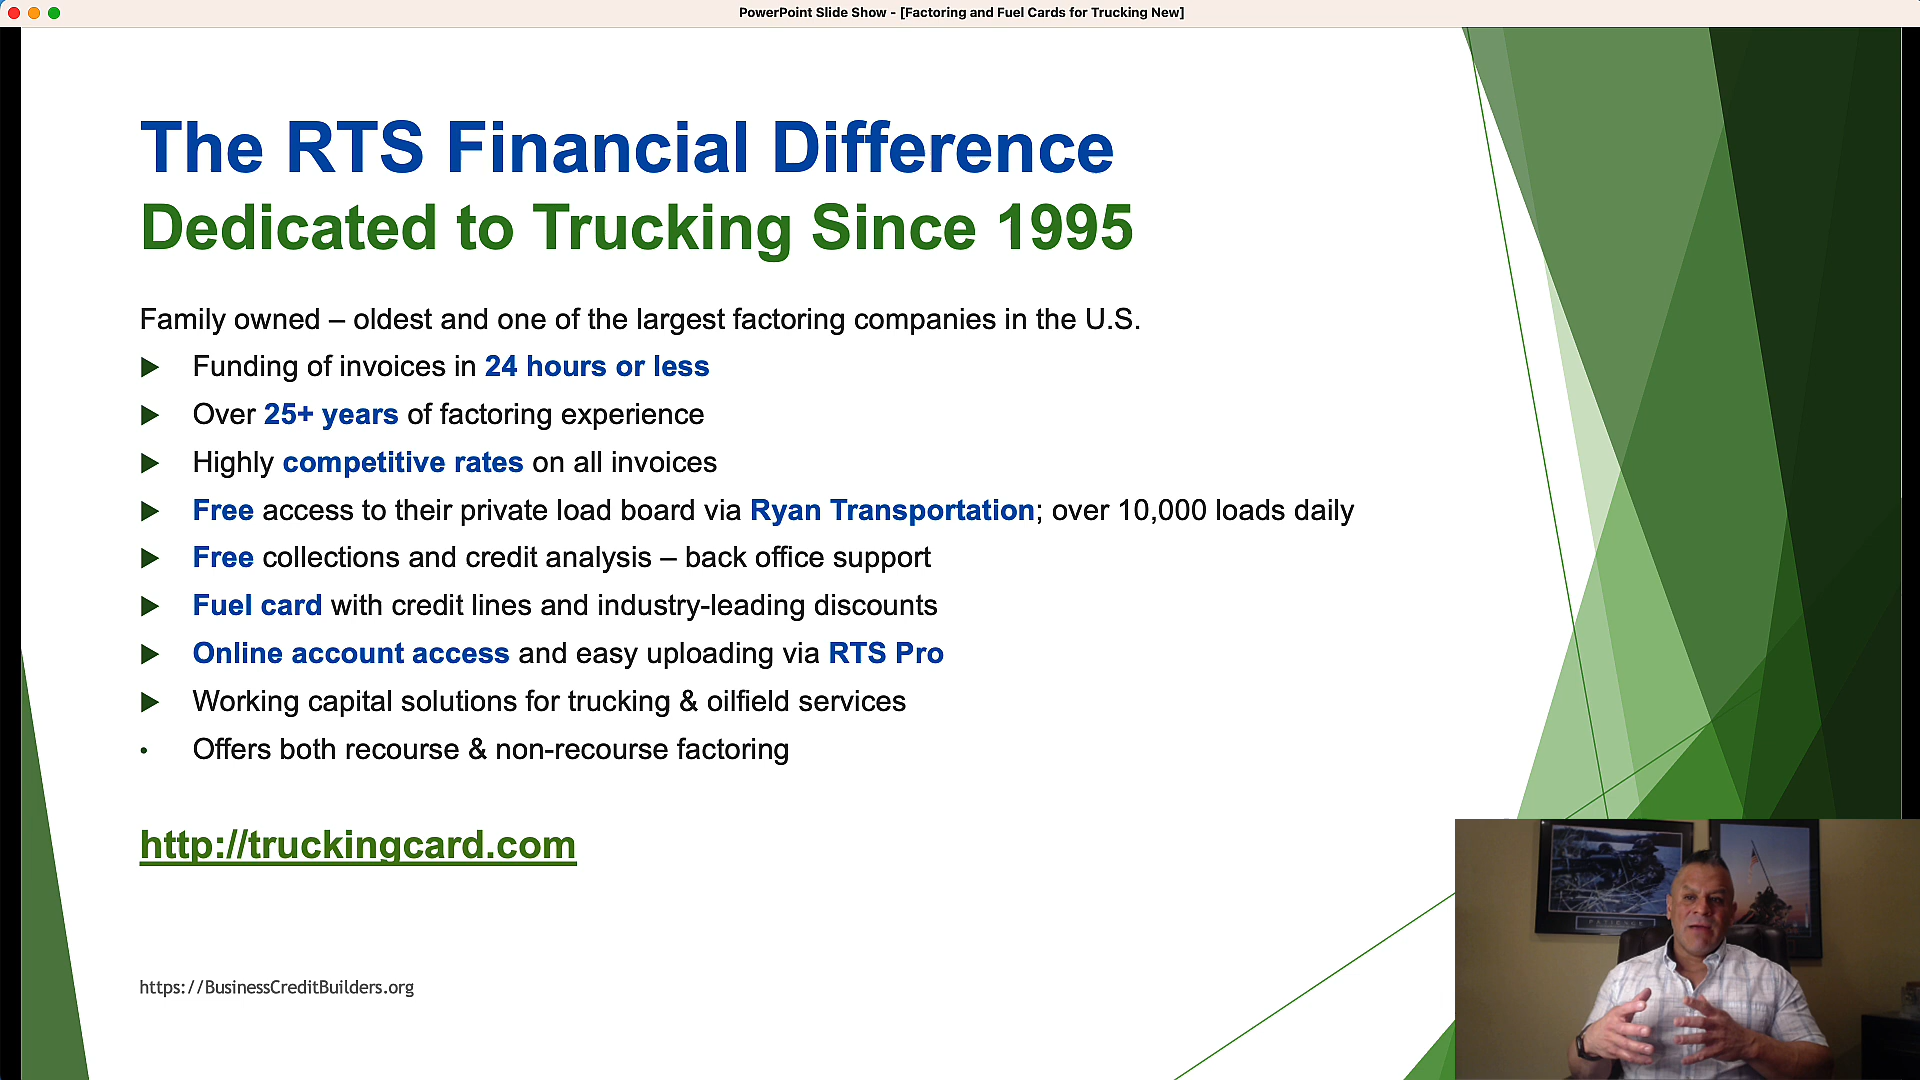 PowerPoint Slide Show - [Factoring and Fuel Cards for Trucking New]
The RTS Financial Difference
Dedicated to Trucking Since 1995
Family owned – oldest and one of the largest factoring companies in the U.S.
Funding of invoices in 24 hours or less
Over 25+ years of factoring experience
Highly competitive rates on all invoices
Free access to their private load board via Ryan Transportation; over 10,000 loads daily
Free collections and credit analysis – back office support
Fuel card with credit lines and industry-leading discounts
Online account access and easy uploading via RTS Pro
Working capital solutions for trucking & oilfield services
• Offers both recourse & non-recourse factoring
http://truckingcard.com
https://BusinessCreditBuilders.org
PATIENCE